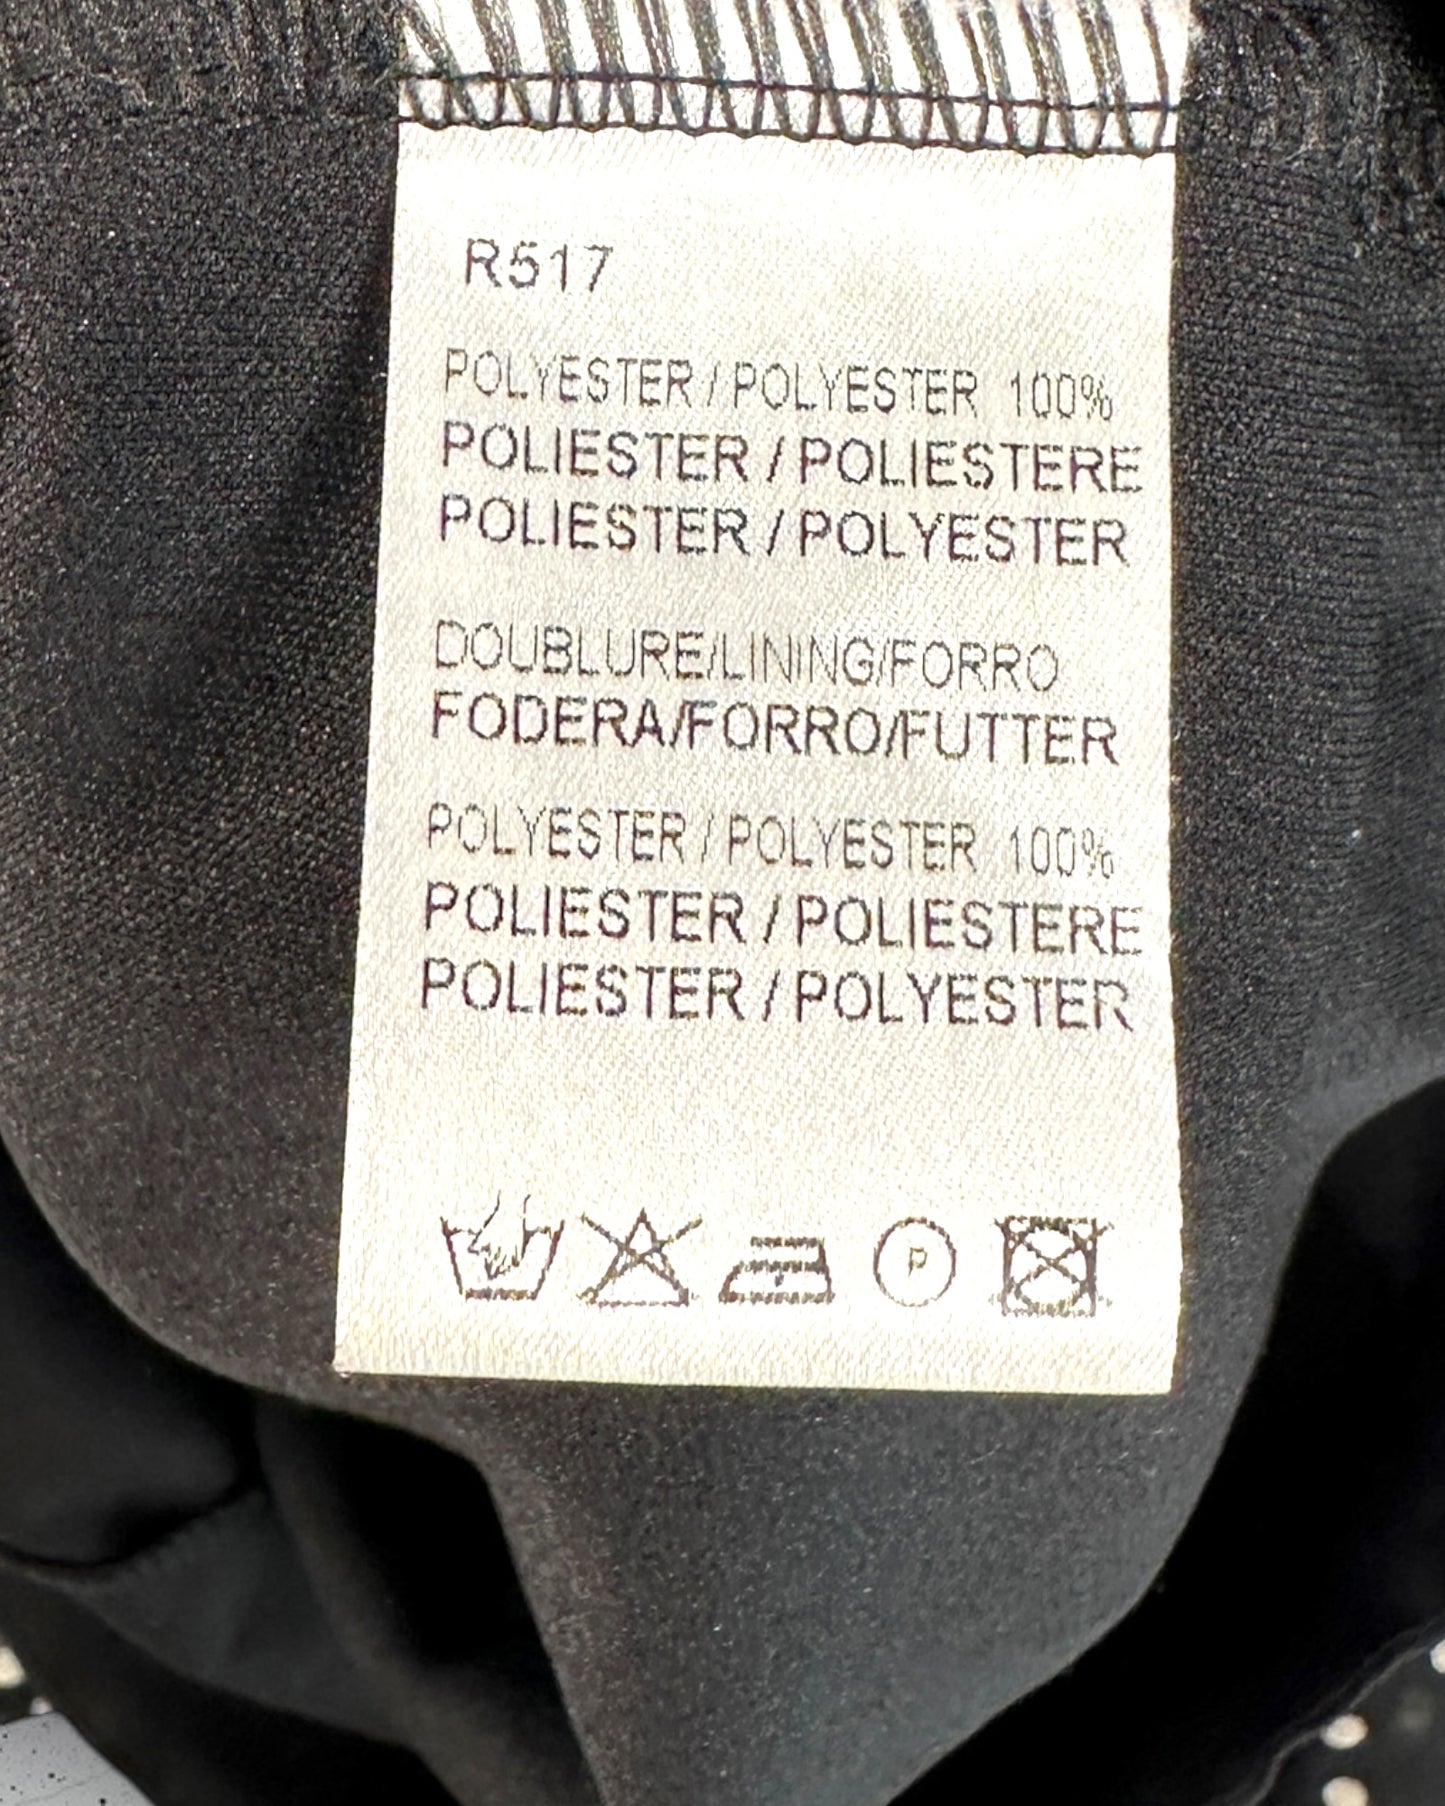 R517
POLYESTER / POLYESTER 100%
POLIESTER / POLIESTERE
POLIESTER / POLYESTER
DOUBLURE/LINING/FORRO
FODERA/FORRO/FUTTER
POLYESTER / POLYESTER 100%
POLIESTER / POLIESTERE
POLIESTER / POLYESTER
P